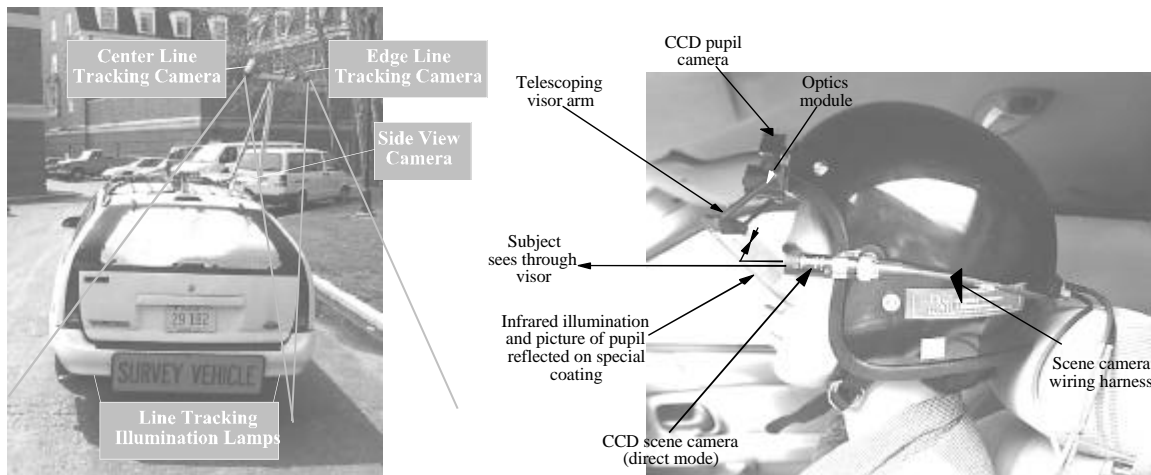 Center Line
Tracking Camera
Edge Line
Tracking Camera
Side View
Camera
29 132
SURVEY VEHICLE
Line Tracking
Illumination Lamps
CCD pupil
camera
Telescoping
visor arm
Optics
module
Subject
sees through
visor
Infrared illumination
and picture of pupil
reflected on special
coating
CCD scene camera
(direct mode)
Scene camera
wiring harness